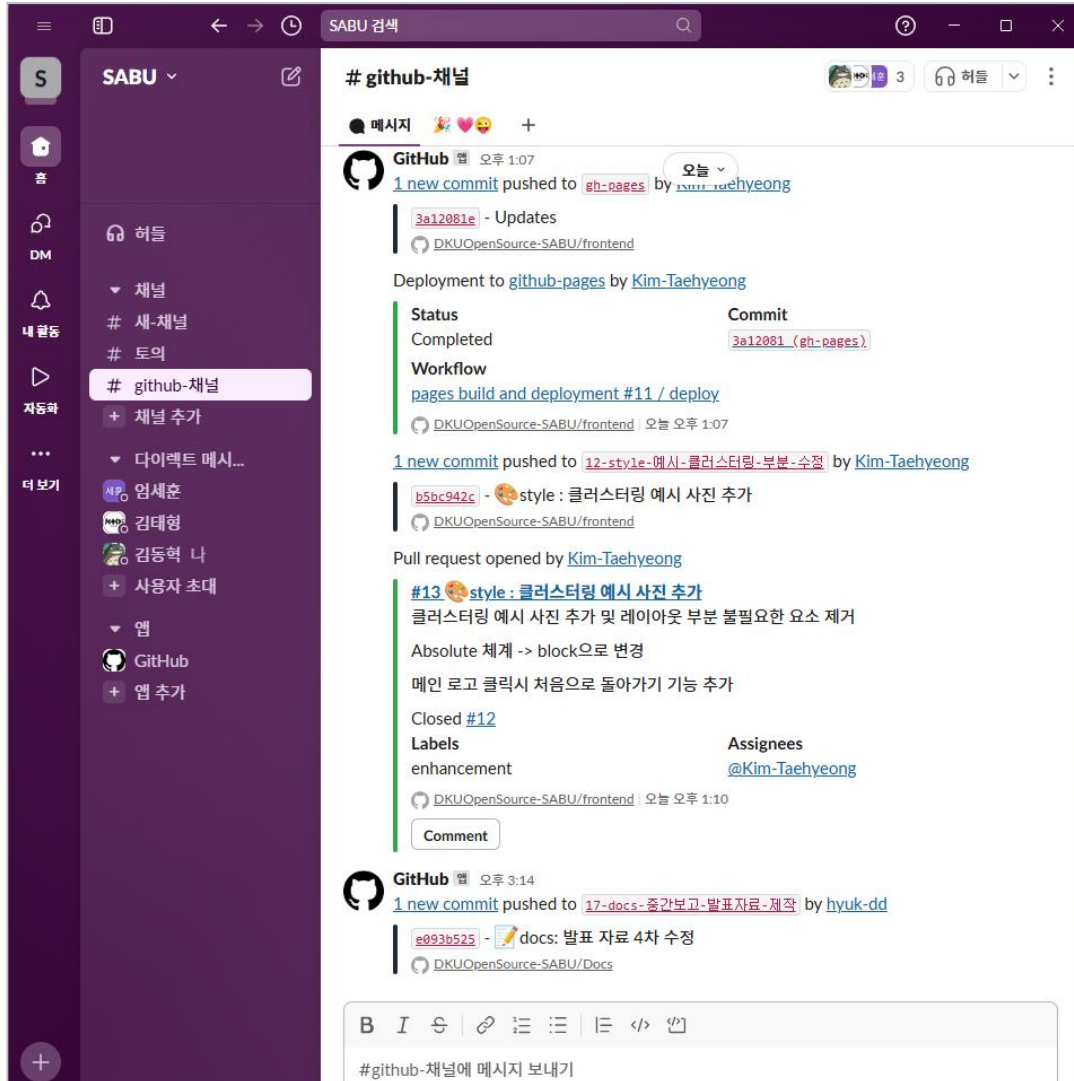 SABU 검색
S
홈
DM
내 활동
자동화
더 보기
SABU
허들
채널
# 새-채널
# 토의
# github-채널
+ 채널 추가
다이렉트 메시...
엄세훈
김태형
김동혁 나
+ 사용자 초대
앱
GitHub
+ 앱 추가
# github-채널
3
허들
메시지
+
오늘
GitHub 앱 오후 1:07
1 new commit pushed to gh-pages by Kim-Taehyeong
3a12081e - Updates
DKUOpenSource-SABU/frontend
Deployment to github-pages by Kim-Taehyeong
Status Commit
Completed 3a12081 (gh-pages)
Workflow
pages build and deployment #11 / deploy
DKUOpenSource-SABU/frontend | 오늘 오후 1:07
1 new commit pushed to 12-style-예시-클러스터링-부분-수정 by Kim-Taehyeong
b5bc942c - 🎨style : 클러스터링 예시 사진 추가
DKUOpenSource-SABU/frontend
Pull request opened by Kim-Taehyeong
#13 🎨style : 클러스터링 예시 사진 추가
클러스터링 예시 사진 추가 및 레이아웃 부분 불필요한 요소 제거
Absolute 체계 -> block으로 변경
메인 로고 클릭시 처음으로 돌아가기 기능 추가
Closed #12
Labels Assignees
enhancement @Kim-Taehyeong
DKUOpenSource-SABU/frontend | 오늘 오후 1:10
Comment
GitHub 앱 오후 3:14
1 new commit pushed to 17-docs-중간보고-발표자료-제작 by hyuk-dd
e093b525 - 📝docs: 발표 자료 4차 수정
DKUOpenSource-SABU/Docs
B I S
#github-채널에 메시지 보내기